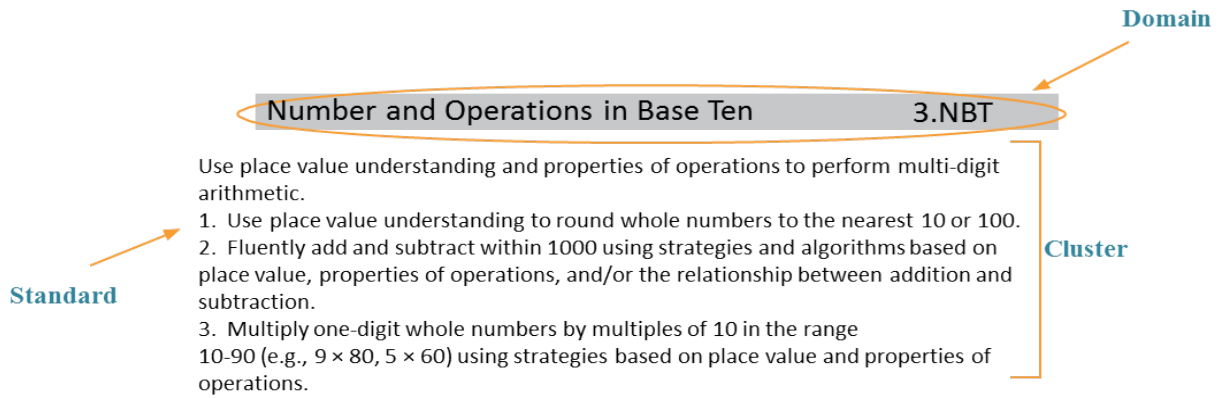 Domain
Number and Operations in Base Ten 3.NBT
Use place value understanding and properties of operations to perform multi-digit
arithmetic.
1. Use place value understanding to round whole numbers to the nearest 10 or 100.
2. Fluently add and subtract within 1000 using strategies and algorithms based on
place value, properties of operations, and/or the relationship between addition and
subtraction.
3. Multiply one-digit whole numbers by multiples of 10 in the range
10-90 (e.g., 9 × 80, 5 × 60) using strategies based on place value and properties of
operations.
Cluster
Standard